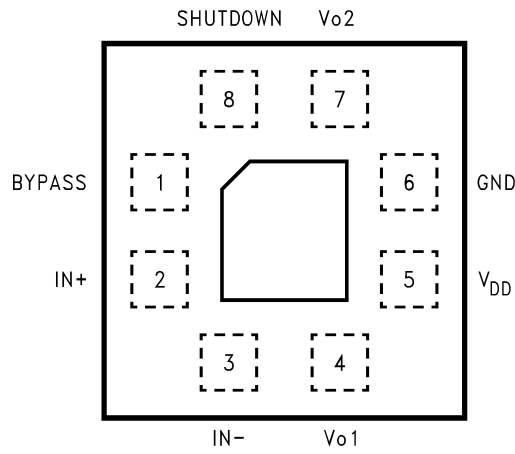 SHUTDOWN Vo2
8 7
BYPASS 1 6 GND
IN+ 2 5 VDD
3 4
IN- Vo1